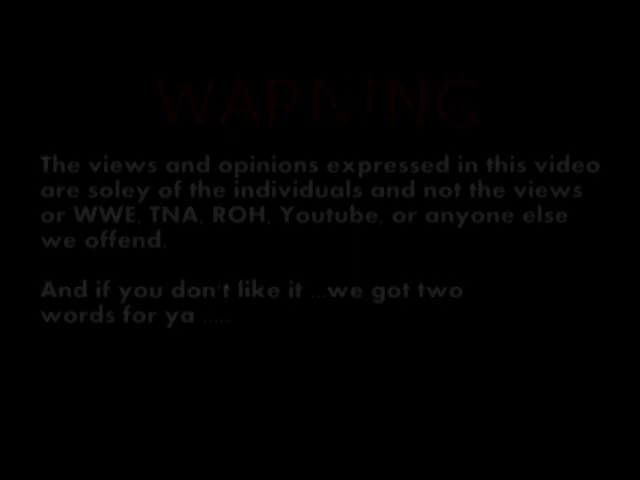 WARNING
The views and opinions expressed in this video
are soley of the individuals and not the views
or WWE, TNA, ROH, Youtube, or anyone else
we offend.
And if you don't like it ...we got two
words for ya .....